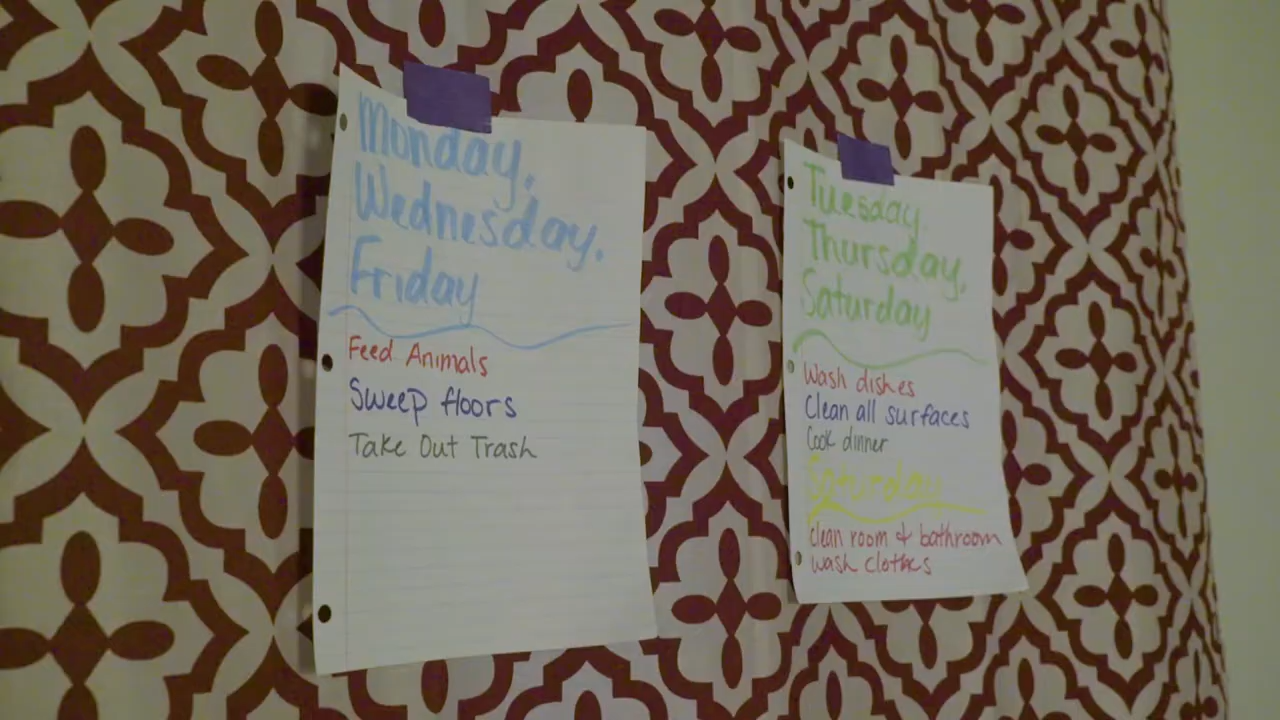 Monday,
Wednesday,
Friday
Feed Animals
Sweep floors
Take Out Trash
Tuesday,
Thursday,
Saturday
Wash dishes
Clean all surfaces
Cook dinner
Saturday
clean room & bathroom
wash clothes